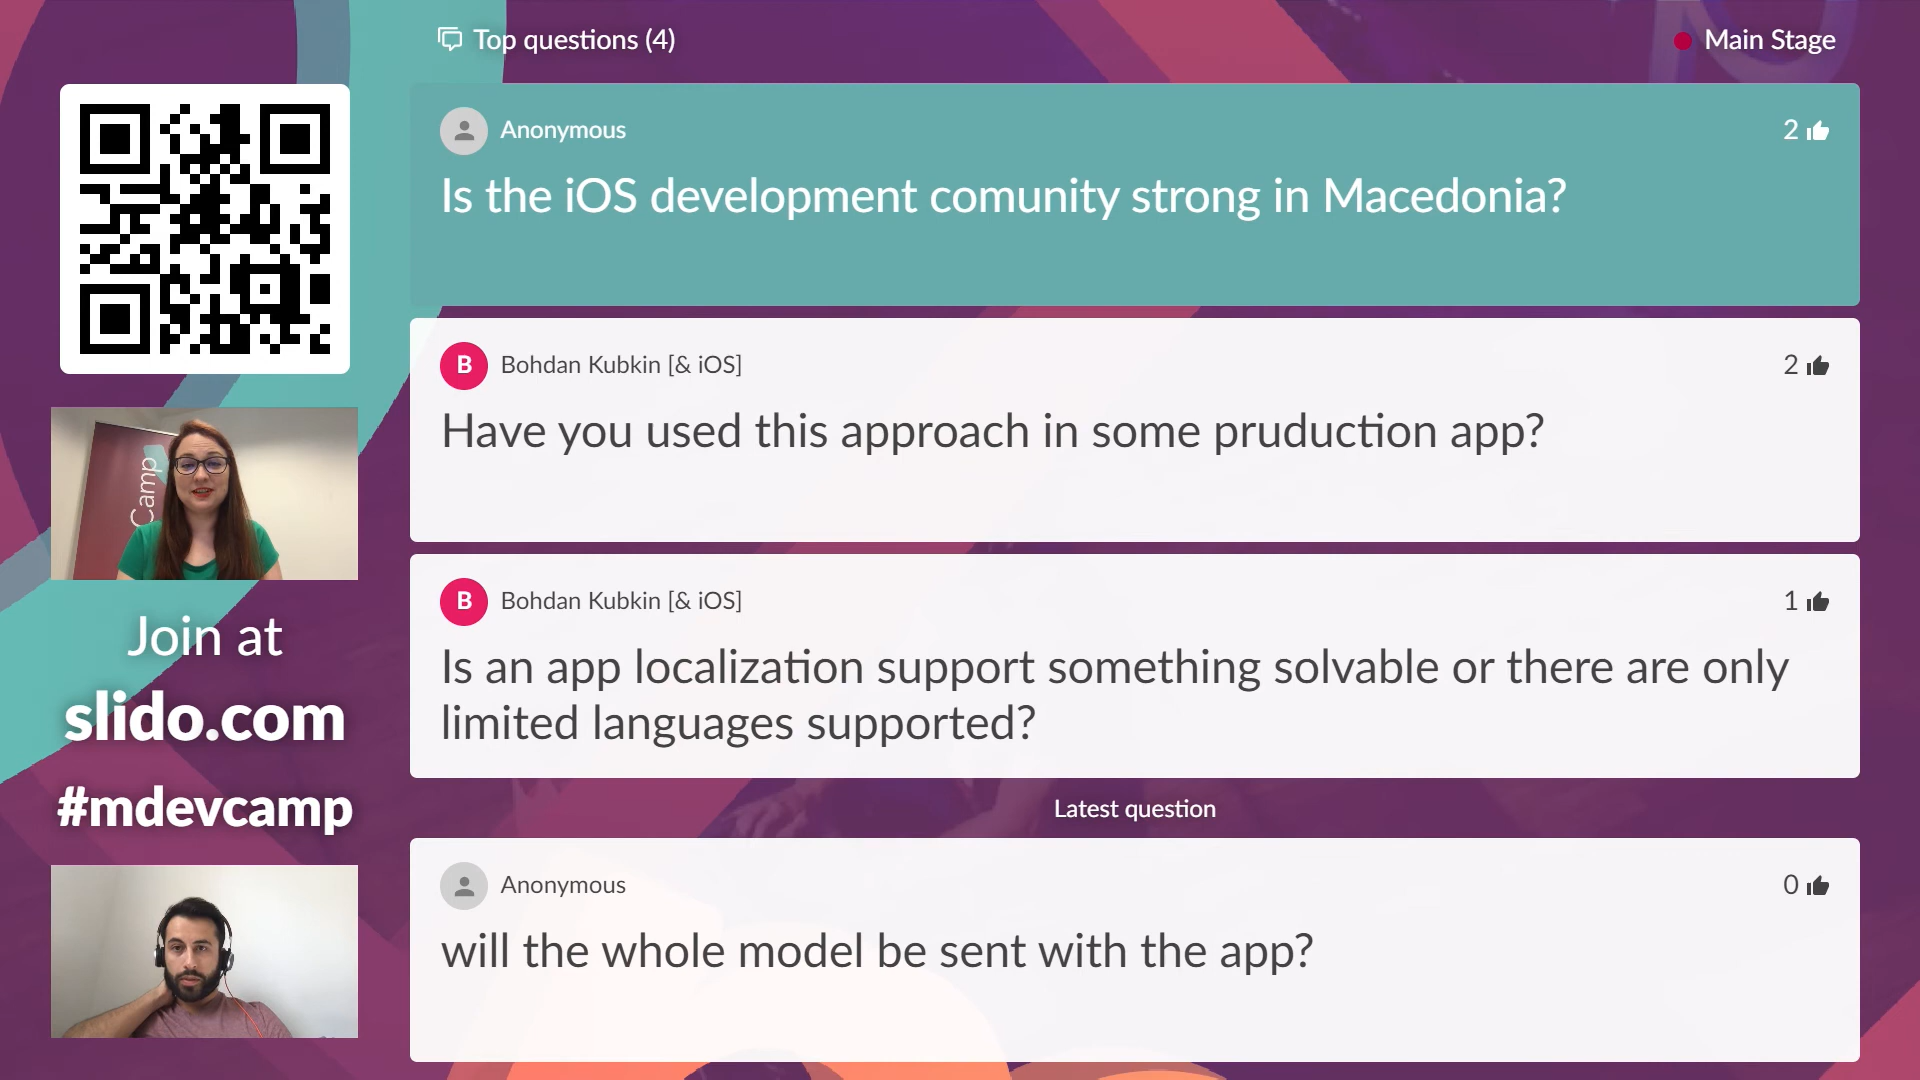 Top questions (4)
Main Stage
Anonymous
2
Is the iOS development comunity strong in Macedonia?
B
Bohdan Kubkin [& iOS]
2
Have you used this approach in some pruduction app?
B
Bohdan Kubkin [& iOS]
1
Is an app localization support something solvable or there are only
limited languages supported?
Latest question
Anonymous
0
will the whole model be sent with the app?
Camp
Join at
slido.com
#mdevcamp